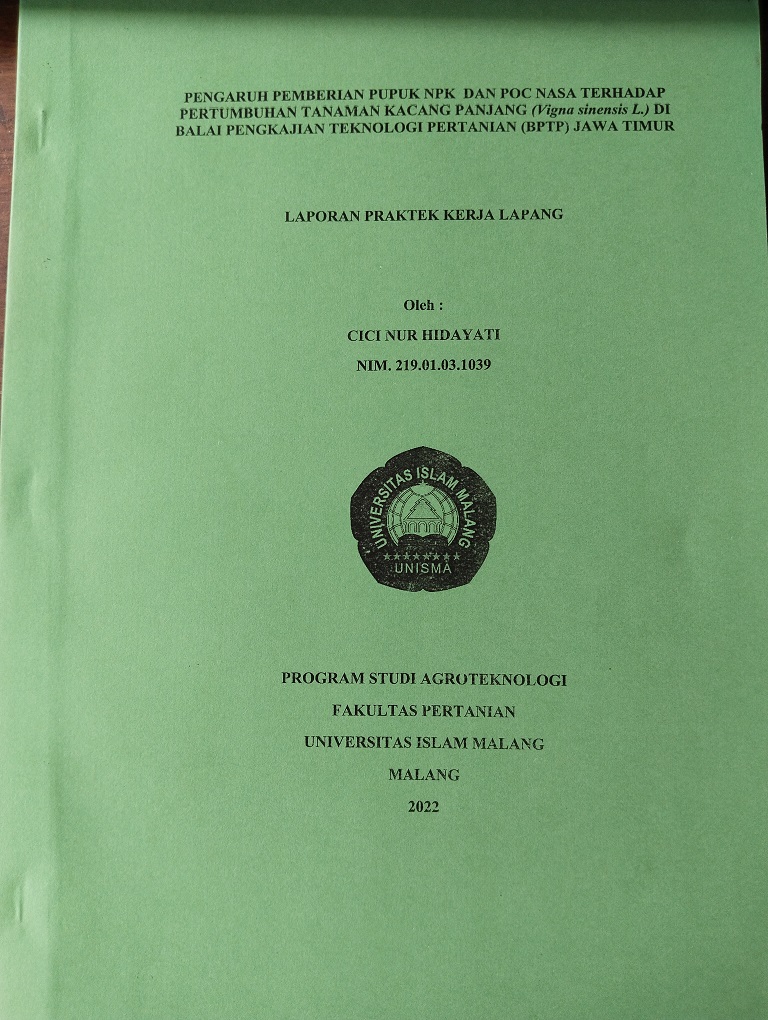 PENGARUH PEMBERIAN PUPUK NPK DAN POC NASA TERHADAP
PERTUMBUHAN TANAMAN KACANG PANJANG (Vigna sinensis L.) DI
BALAI PENGKAJIAN TEKNOLOGI PERTANIAN (BPTP) JAWA TIMUR
LAPORAN PRAKTEK KERJA LAPANG
Oleh :
CICI NUR HIDAYATI
NIM. 219.01.03.1039
UNIVERSITAS ISLAM MALANG
UNISMA
PROGRAM STUDI AGROTEKNOLOGI
FAKULTAS PERTANIAN
UNIVERSITAS ISLAM MALANG
MALANG
2022